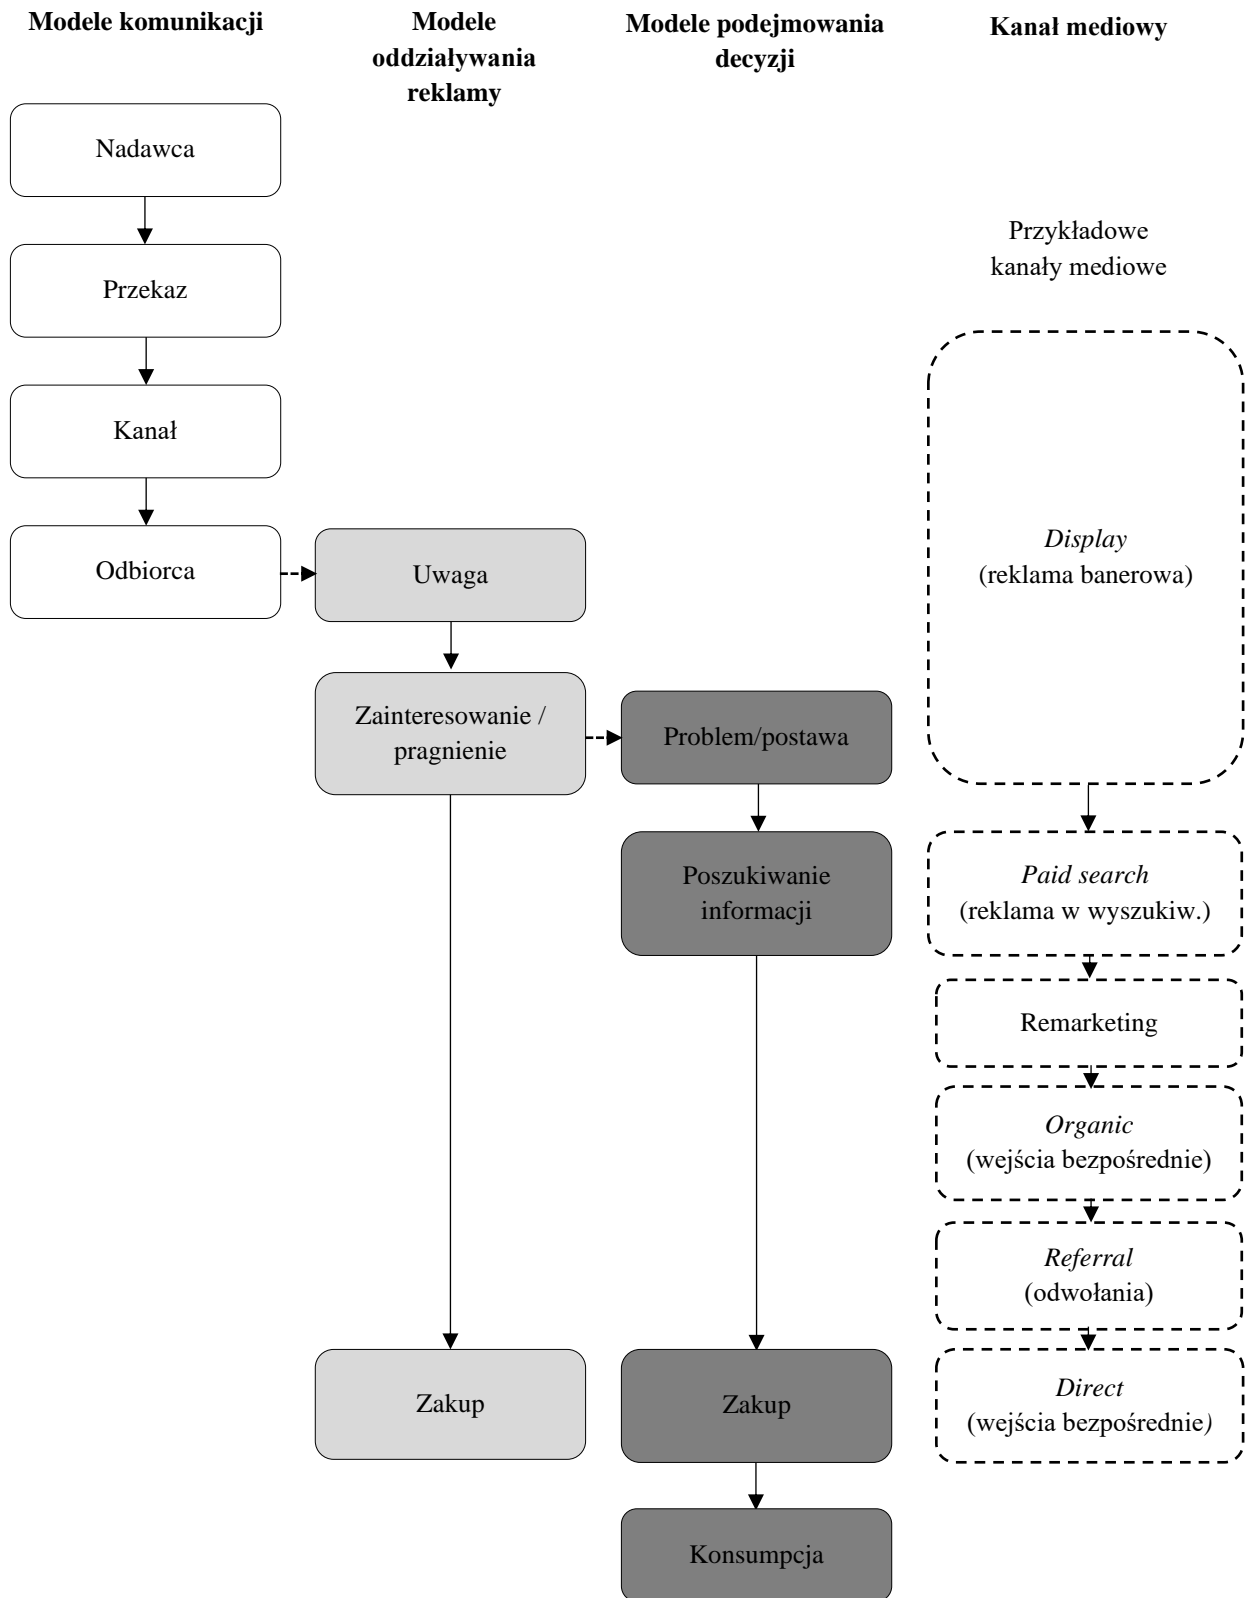 Modele komunikacji
Modele
oddziaływania
reklamy
Modele podejmowania
decyzji
Kanał mediowy
Nadawca
Przekaz
Kanał
Odbiorca
Uwaga
Zainteresowanie /
pragnienie
Zakup
Problem/postawa
Poszukiwanie
informacji
Zakup
Konsumpcja
Przykładowe
kanały mediowe
Display
(reklama banerowa)
Paid search
(reklama w wyszukiw.)
Remarketing
Organic
(wejścia bezpośrednie)
Referral
(odwołania)
Direct
(wejścia bezpośrednie)